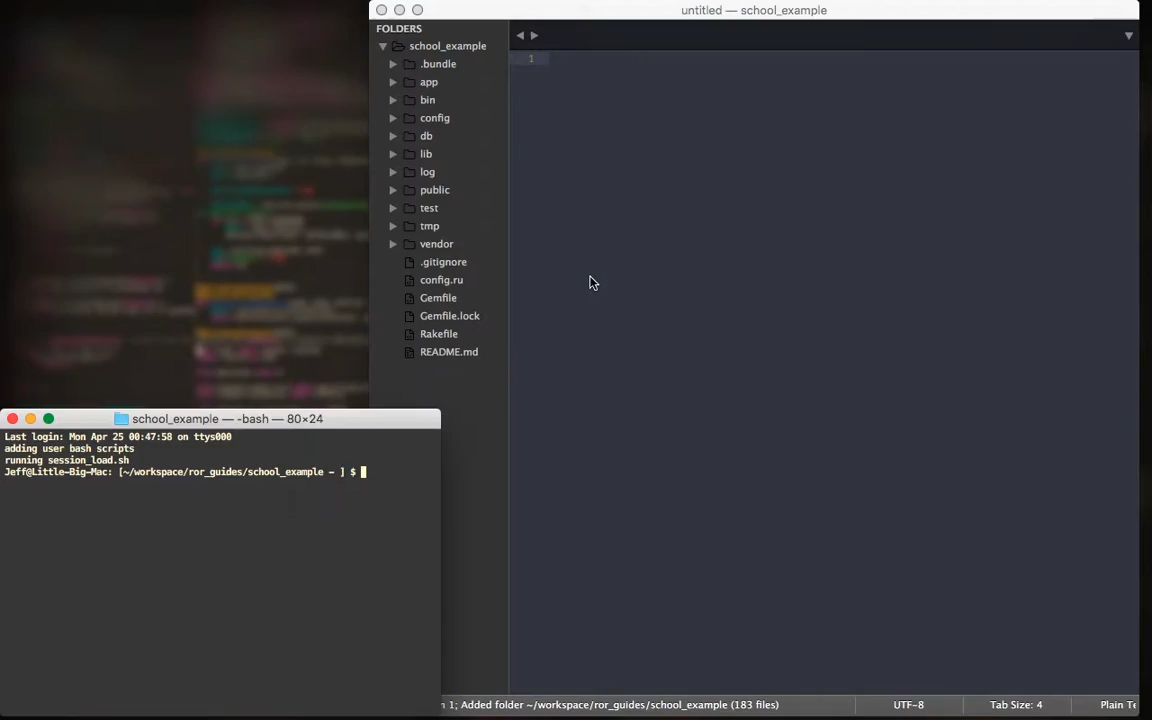 untitled — school_example
FOLDERS
school_example
.bundle
app
bin
config
db
lib
log
public
test
tmp
vendor
.gitignore
config.ru
Gemfile
Gemfile.lock
Rakefile
README.md
1
school_example — -bash — 80×24
Last login: Mon Apr 25 00:47:58 on ttys000
adding user bash scripts
running session_load.sh
Jeff@Little-Big-Mac: [~/workspace/ror_guides/school_example - ] $
1; Added folder ~/workspace/ror_guides/school_example (183 files)
UTF-8
Tab Size: 4
Plain Te